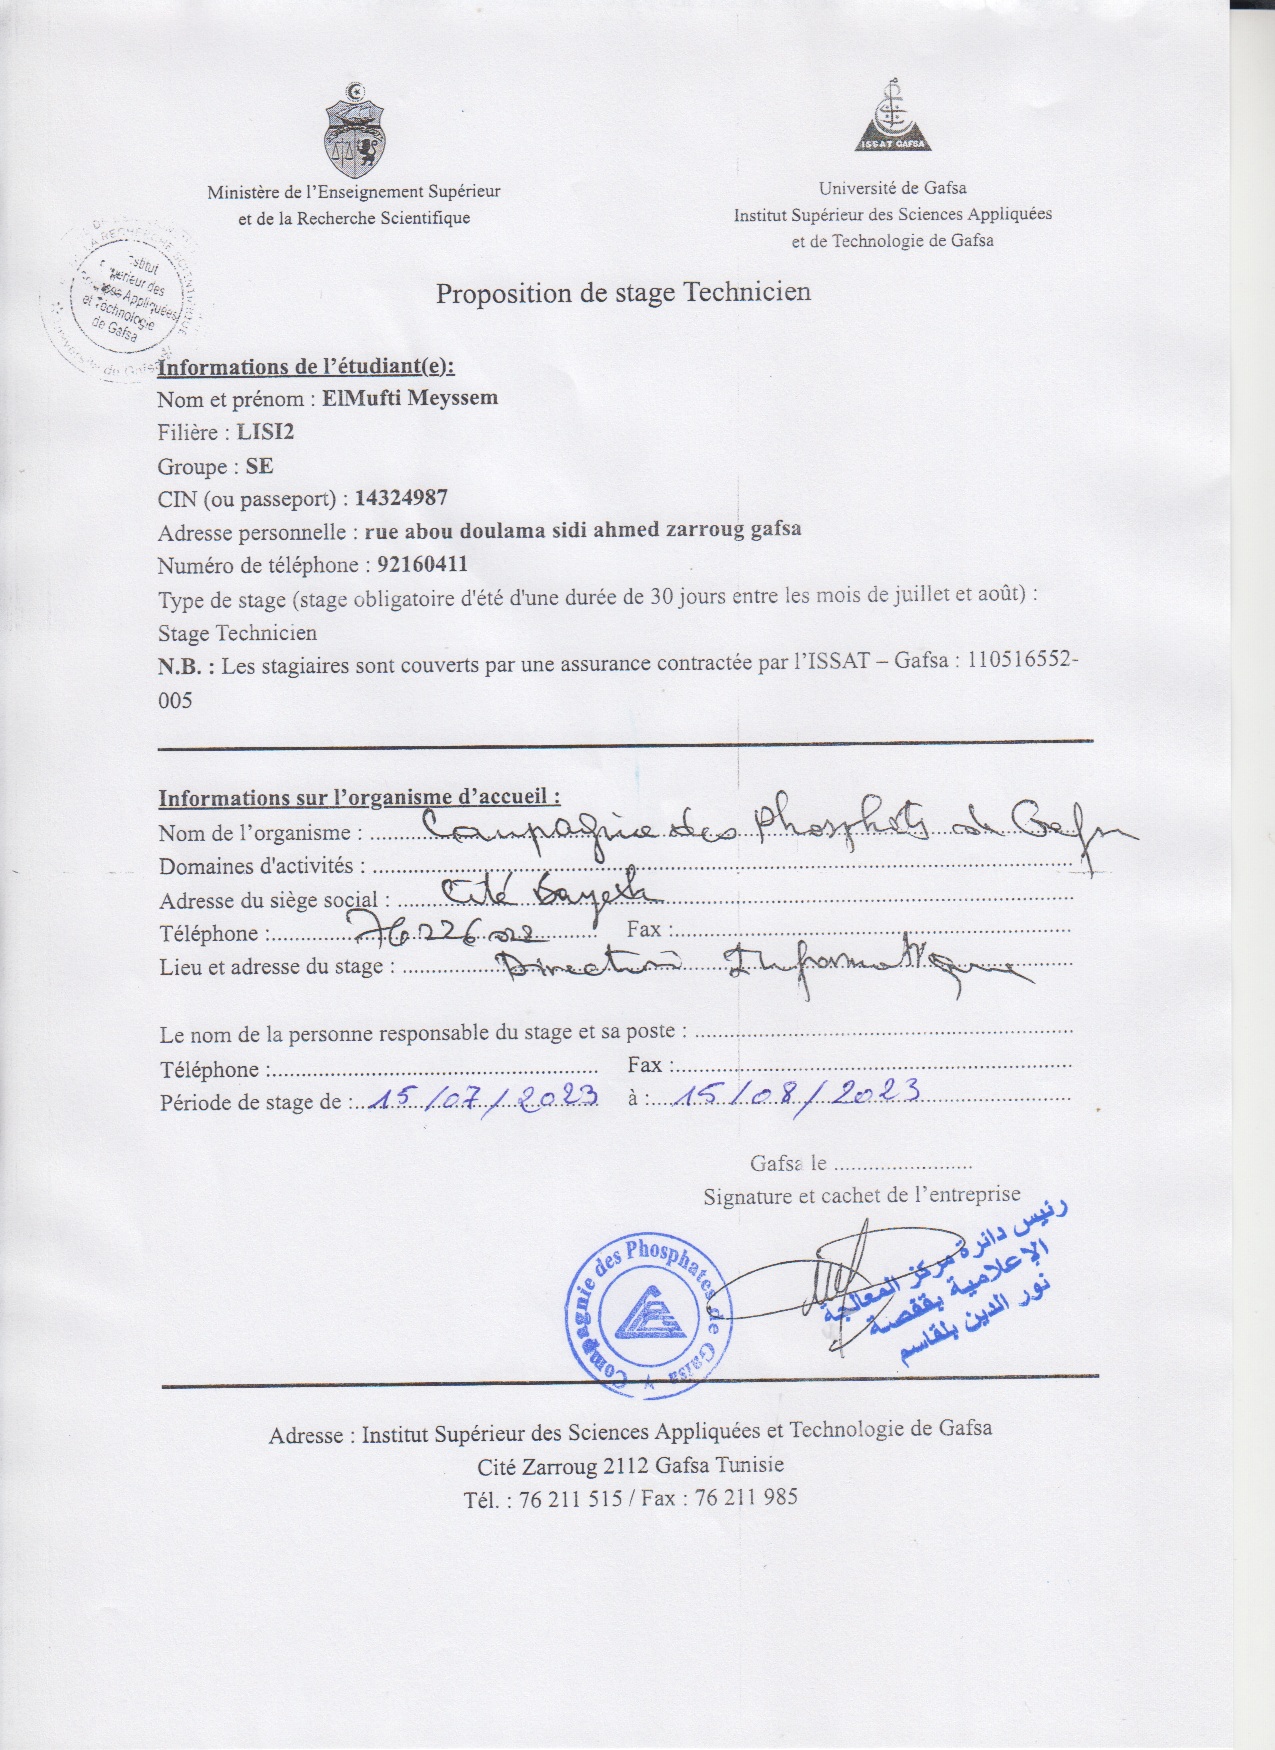 ISSAT GAFSA
Ministère de l'Enseignement Supérieur
et de la Recherche Scientifique
Université de Gafsa
Institut Supérieur des Sciences Appliquées
et de Technologie de Gafsa
Institut
Supérieur des
Sciences Appliquées
et Technologie
de Gafsa
Proposition de stage Technicien
Informations de l'étudiant(e):
Nom et prénom : ElMufti Meyssem
Filière : LISI2
Groupe : SE
CIN (ou passeport) : 14324987
Adresse personnelle : rue abou doulama sidi ahmed zarroug gafsa
Numéro de téléphone : 92160411
Type de stage (stage obligatoire d'été d'une durée de 30 jours entre les mois de juillet et août) :
Stage Technicien
N.B. : Les stagiaires sont couverts par une assurance contractée par l'ISSAT – Gafsa : 110516552-
005
Informations sur l'organisme d'accueil :
Nom de l'organisme : Compagnie des Phosphates de Gafsa
Domaines d'activités :
Adresse du siège social : Cité Bayech
Téléphone : 76226022 Fax :
Lieu et adresse du stage : Direction Informatique
Le nom de la personne responsable du stage et sa poste :
Téléphone : Fax :
Période de stage de : 15/07/2023 à : 15/08/2023
Gafsa le
Signature et cachet de l'entreprise
رئيس دائرة مركز المعالجة
الإعلامية بقفصة
نور الدين بلقاسم
Compagnie des Phosphates de Gafsa
Adresse : Institut Supérieur des Sciences Appliquées et Technologie de Gafsa
Cité Zarroug 2112 Gafsa Tunisie
Tél. : 76 211 515 / Fax : 76 211 985